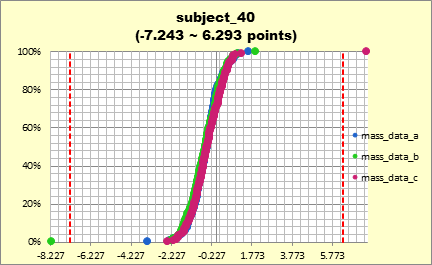 subject_40
(-7.243 ~ 6.293 points)
100%
80%
60%
40%
20%
0%
-8.227 -6.227 -4.227 -2.227 -0.227 1.773 3.773 5.773
mass_data_a
mass_data_b
mass_data_c